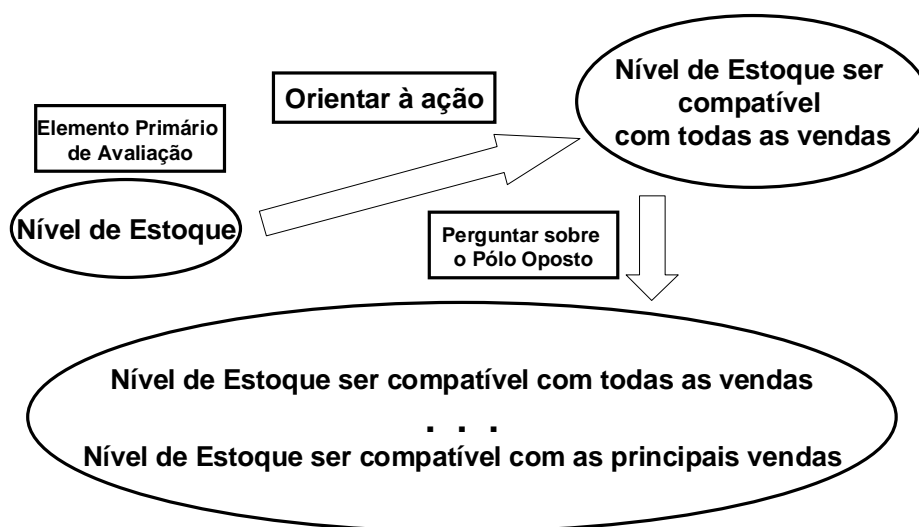 Elemento Primário
de Avaliação
Nível de Estoque
Orientar à ação
Nível de Estoque ser
compatível
com todas as vendas
Perguntar sobre
o Pólo Oposto
Nível de Estoque ser compatível com todas as vendas
. . .
Nível de Estoque ser compatível com as principais vendas